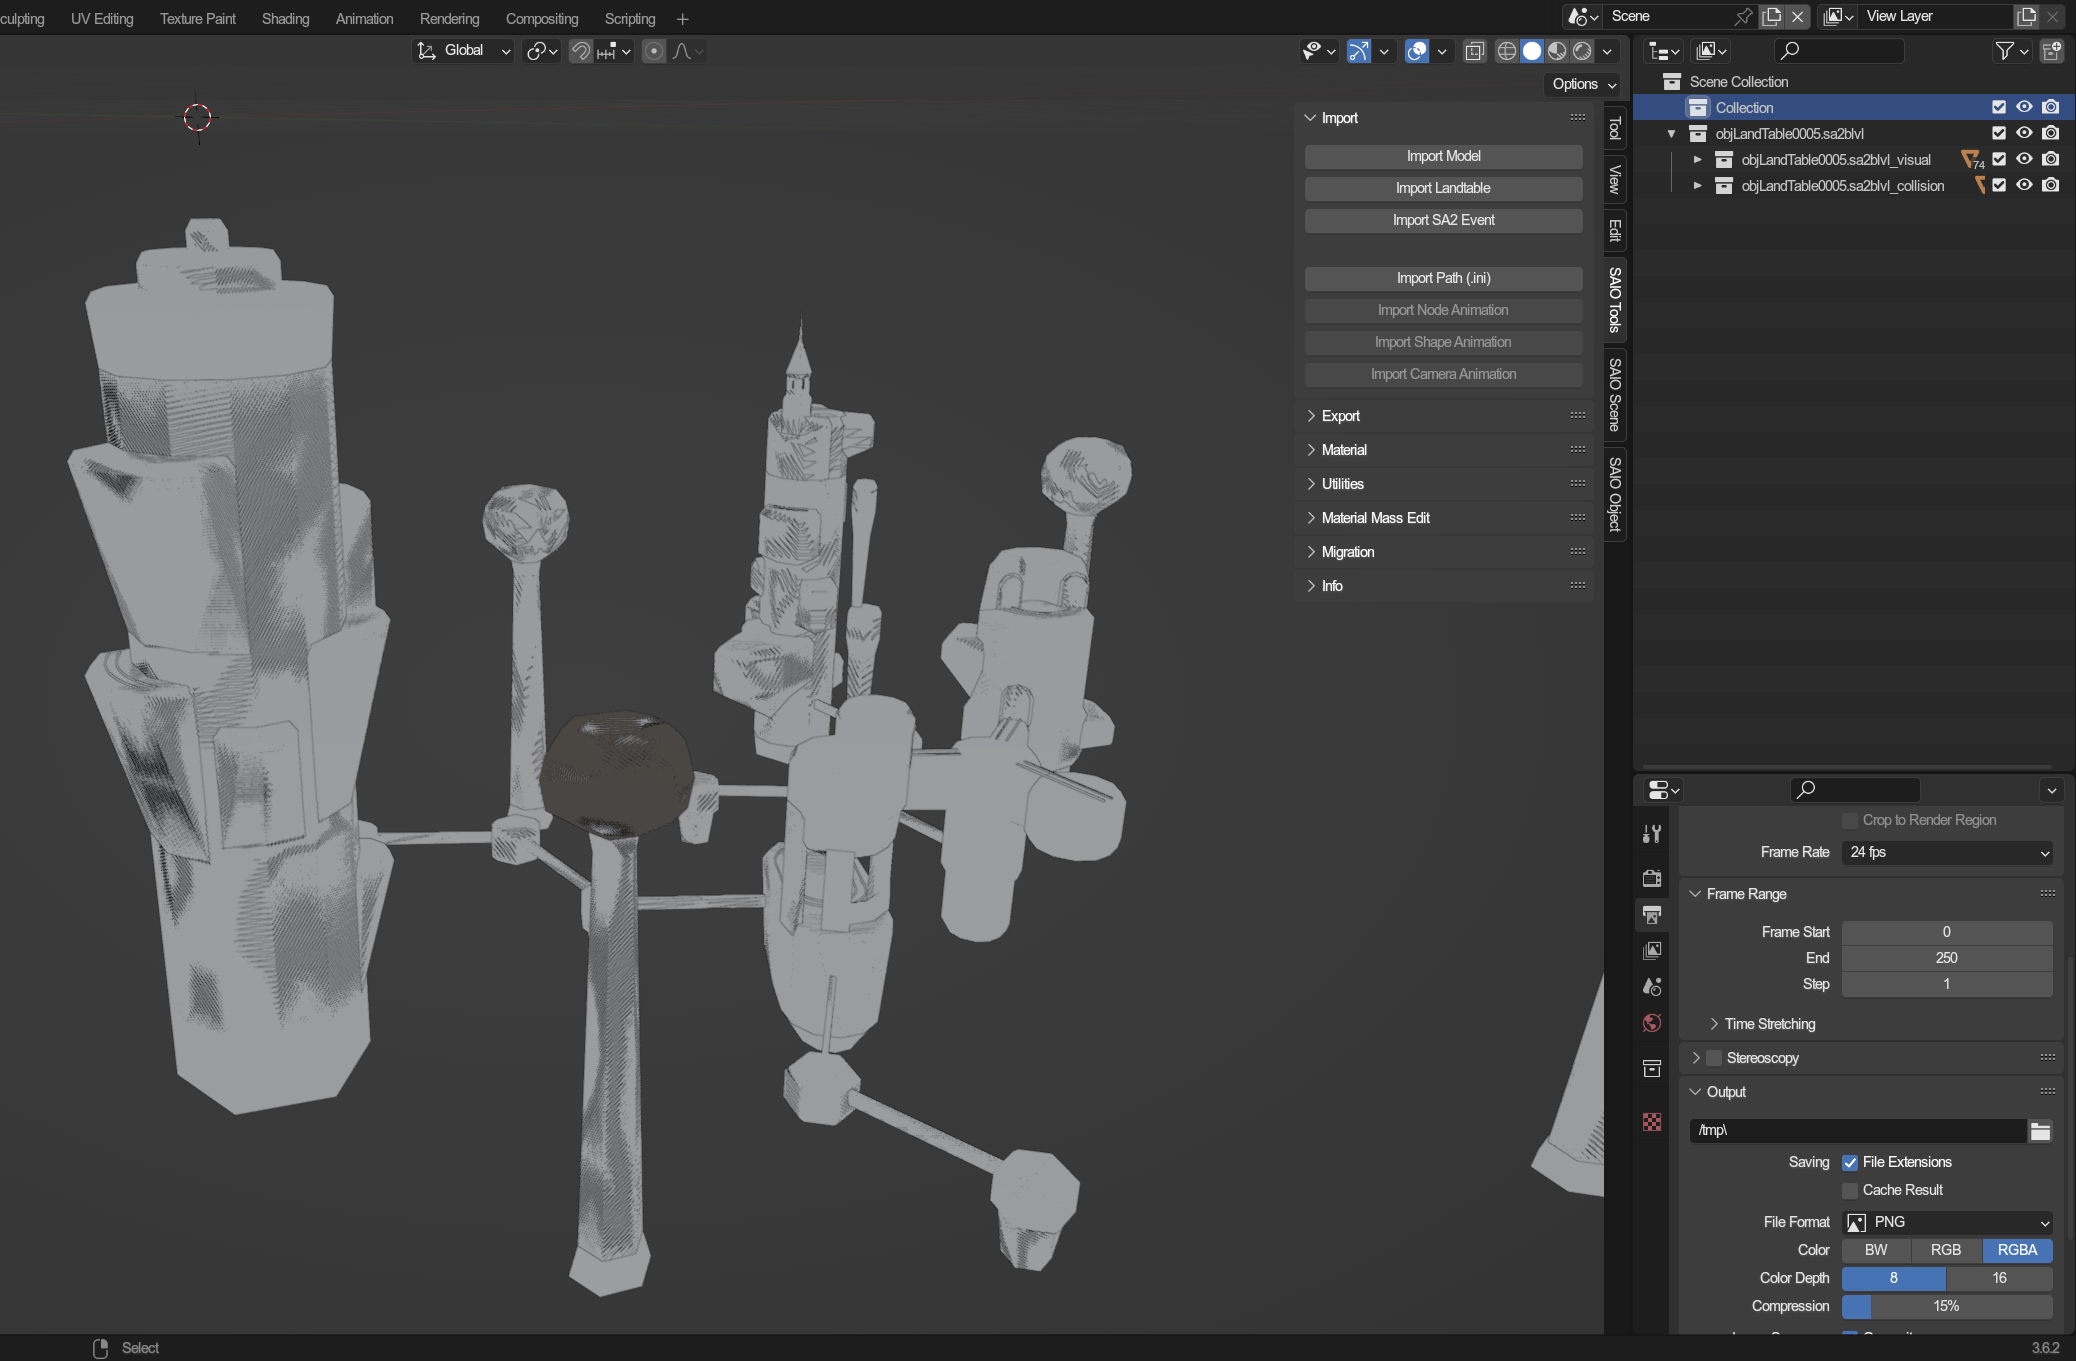 culpting UV Editing Texture Paint Shading Animation Rendering Compositing Scripting + Scene View Layer
Global
Options
Import
Import Model
Import Landtable
Import SA2 Event
Import Path (.ini)
Import Node Animation
Import Shape Animation
Import Camera Animation
Export
Material
Utilities
Material Mass Edit
Migration
Info
Tool
View
Edit
SAIO Tools
SAIO Scene
SAIO Object
Scene Collection
Collection
objLandTable0005.sa2blvl
objLandTable0005.sa2blvl_visual 74
objLandTable0005.sa2blvl_collision
Crop to Render Region
Frame Rate 24 fps
Frame Range
Frame Start 0
End 250
Step 1
Time Stretching
Stereoscopy
Output
/tmp\
Saving File Extensions
Cache Result
File Format PNG
Color BW RGB RGBA
Color Depth 8 16
Compression 15%
Select 3.6.2